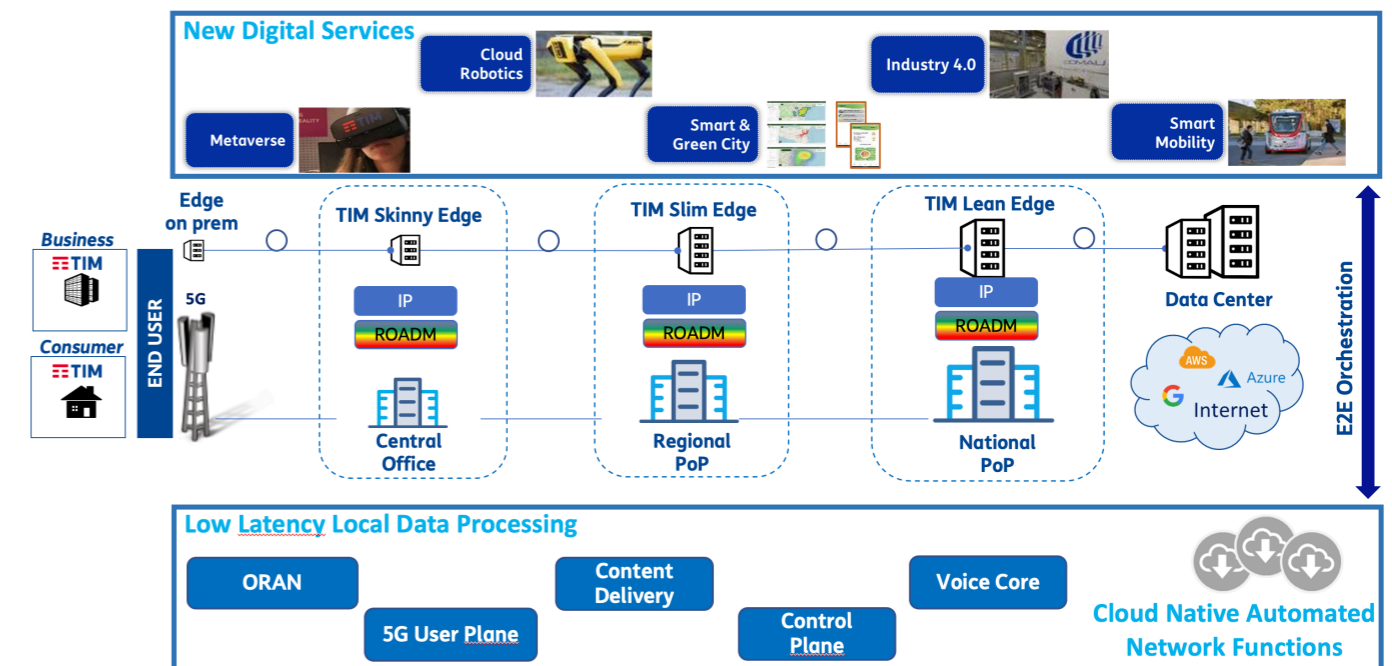 New Digital Services
Cloud
Robotics
Industry 4.0
COMAU
Metaverse
TIM
Smart &
Green City
Smart
Mobility
Edge
on prem
TIM Skinny Edge
TIM Slim Edge
TIM Lean Edge
Business
TIM
END USER
5G
IP
ROADM
IP
ROADM
IP
ROADM
Data Center
Consumer
TIM
AWS
Azure
G
Internet
E2E Orchestration
Central
Office
Regional
PoP
National
PoP
Low Latency Local Data Processing
ORAN
Content
Delivery
Voice Core
5G User Plane
Control
Plane
Cloud Native Automated
Network Functions